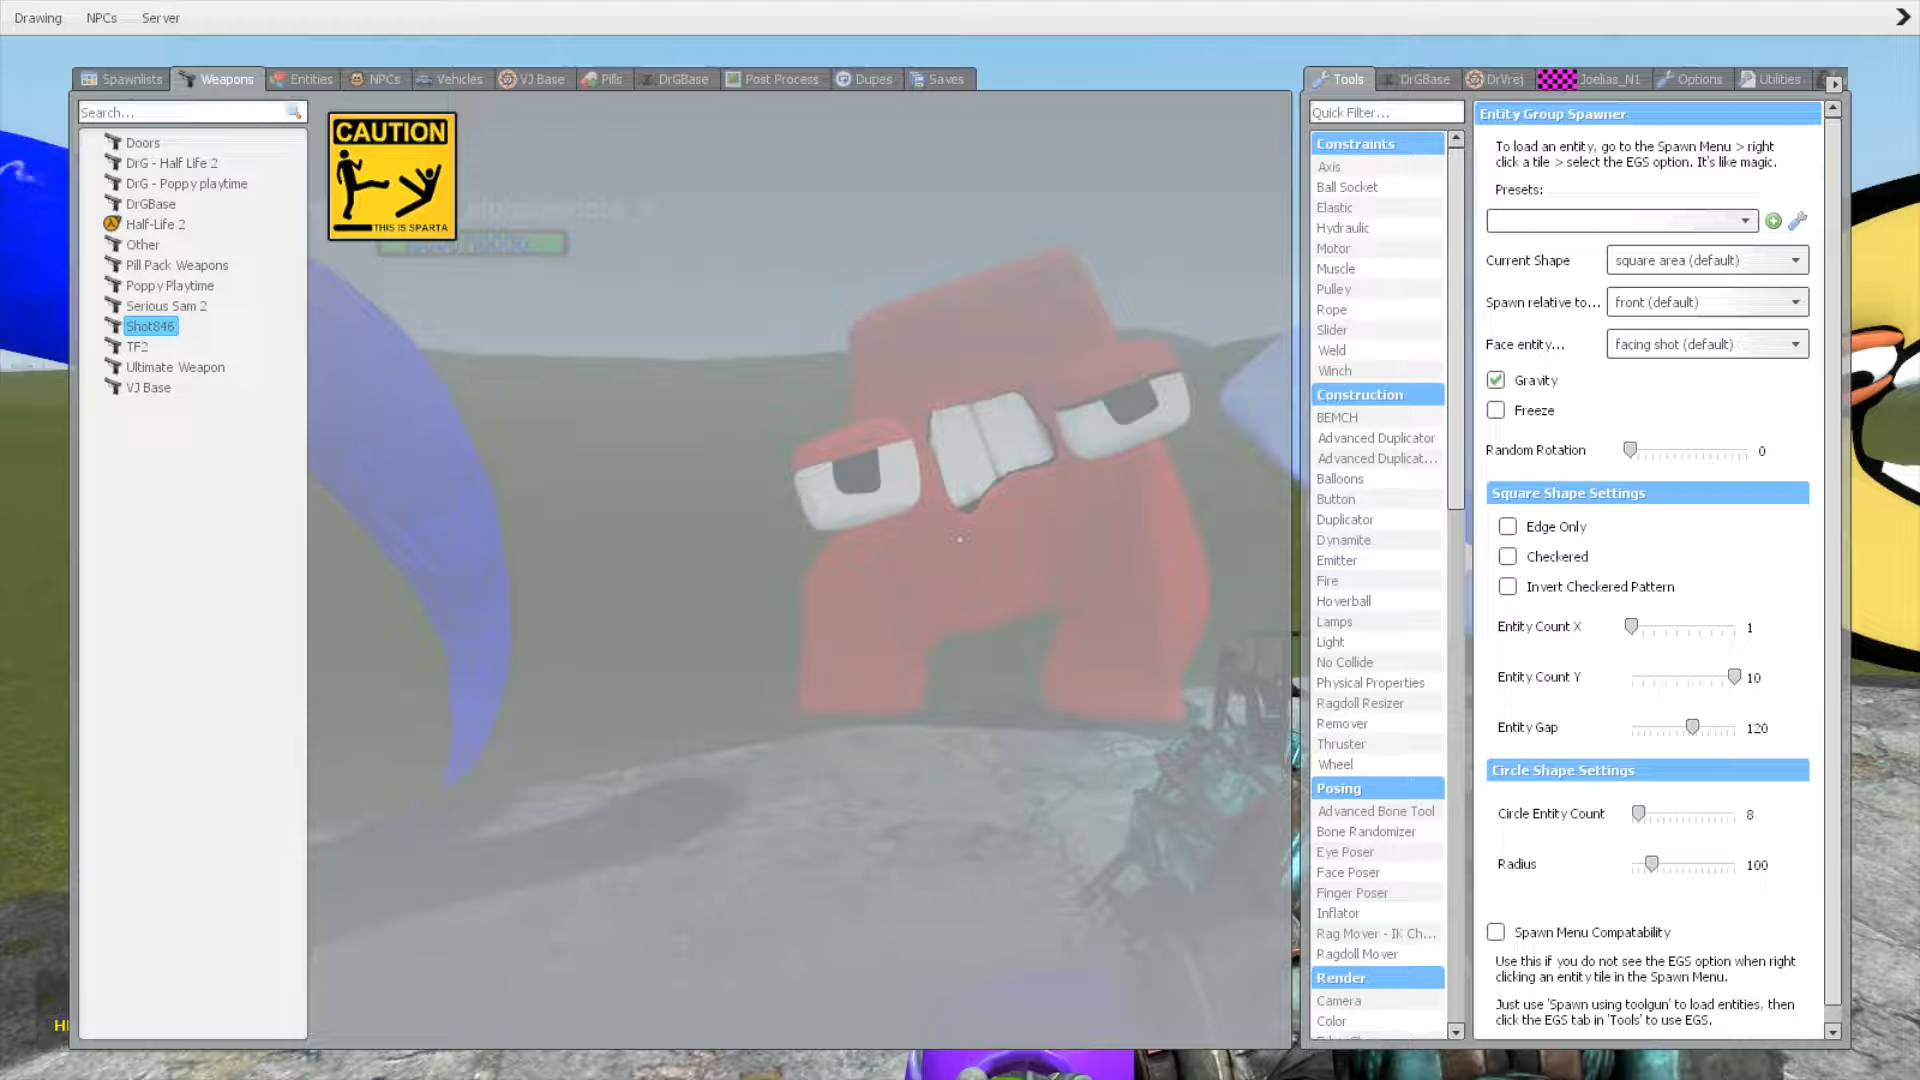 Drawing NPCs Server
Spawnlists Weapons Entities NPCs Vehicles VJ Base Pills DrGBase Post Process Dupes Saves
Search...
Doors
DrG - Half Life 2
DrG - Poppy playtime
DrGBase
Half-Life 2
Other
Pill Pack Weapons
Poppy Playtime
Serious Sam 2
Shot846
TF2
Ultimate Weapon
VJ Base
CAUTION
THIS IS SPARTA
Tools DrGBase DrVrej Joelias_N1 Options Utilities
Quick Filter...
Constraints
Axis
Ball Socket
Elastic
Hydraulic
Motor
Muscle
Pulley
Rope
Slider
Weld
Winch
Construction
BEMCH
Advanced Duplicator
Advanced Duplicat...
Balloons
Button
Duplicator
Dynamite
Emitter
Fire
Hoverball
Lamps
Light
No Collide
Physical Properties
Ragdoll Resizer
Remover
Thruster
Wheel
Posing
Advanced Bone Tool
Bone Randomizer
Eye Poser
Face Poser
Finger Poser
Inflator
Rag Mover - IK Ch...
Ragdoll Mover
Render
Camera
Color
Entity Group Spawner
To load an entity, go to the Spawn Menu > right
click a tile > select the EGS option. It's like magic.
Presets:
Current Shape square area (default)
Spawn relative to... front (default)
Face entity... facing shot (default)
Gravity
Freeze
Random Rotation 0
Square Shape Settings
Edge Only
Checkered
Invert Checkered Pattern
Entity Count X 1
Entity Count Y 10
Entity Gap 120
Circle Shape Settings
Circle Entity Count 8
Radius 100
Spawn Menu Compatability
Use this if you do not see the EGS option when right
clicking an entity tile in the Spawn Menu.
Just use 'Spawn using toolgun' to load entities, then
click the EGS tab in 'Tools' to use EGS.